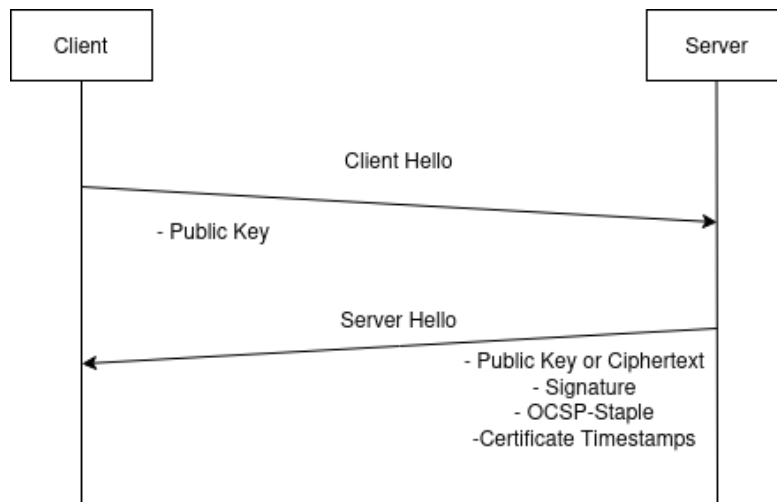 Client
Server
Client Hello
- Public Key
Server Hello
- Public Key or Ciphertext
- Signature
- OCSP-Staple
-Certificate Timestamps